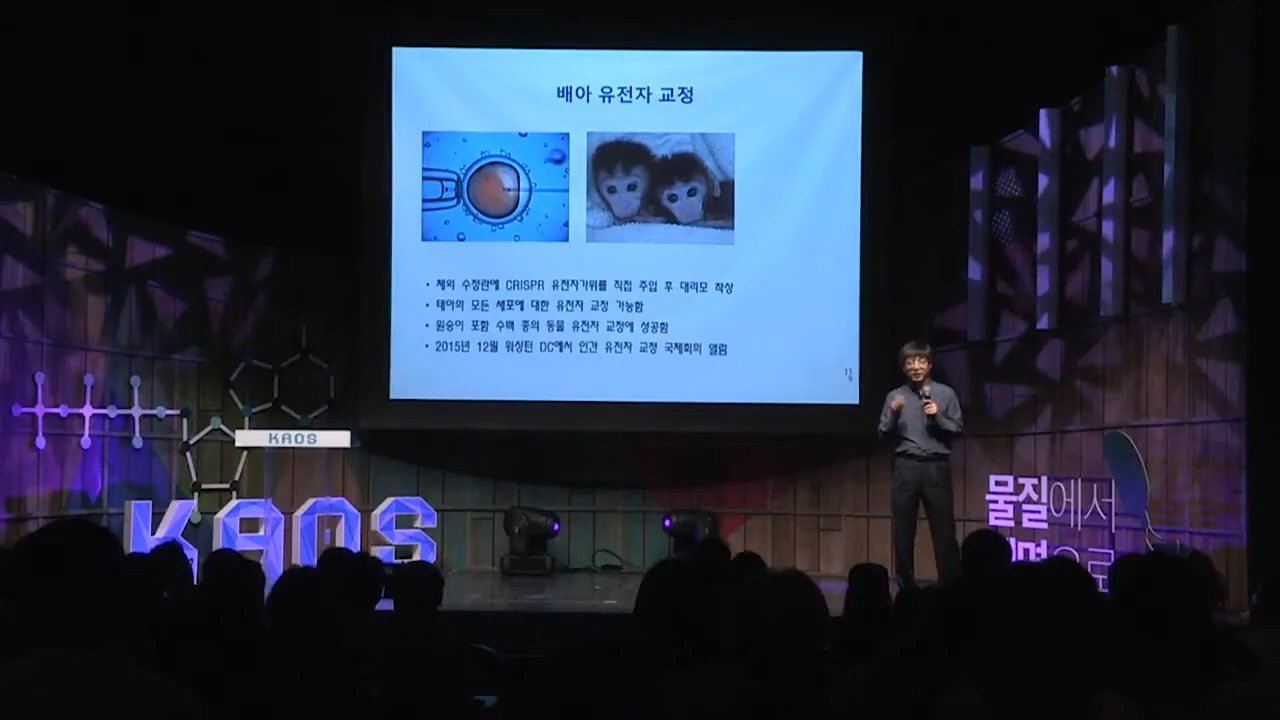 배아 유전자 교정
• 체외 수정란에 CRISPR 유전자가위를 직접 주입 후 대리모 착상
• 태아의 모든 세포에 대한 유전자 교정 가능함
• 원숭이 포함 수백 종의 동물 유전자 교정에 성공함
• 2015년 12월 워싱턴 DC에서 인간 유전자 교정 국제회의 열림
11
9
KAOS
KAOS
물질에서
으로